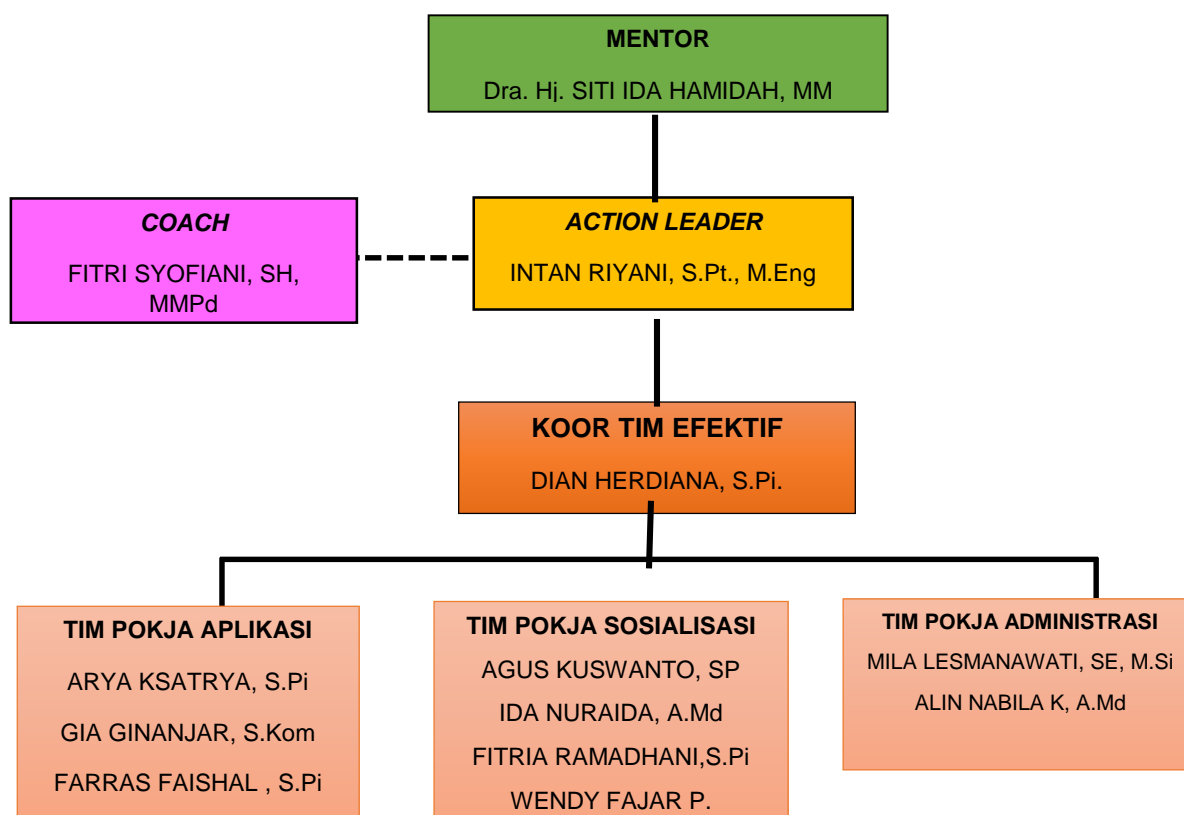 MENTOR
Dra. Hj. SITI IDA HAMIDAH, MM
COACH
FITRI SYOFIANI, SH,
MMPd
ACTION LEADER
INTAN RIYANI, S.Pt., M.Eng
KOOR TIM EFEKTIF
DIAN HERDIANA, S.Pi.
TIM POKJA APLIKASI
ARYA KSATRYA, S.Pi
GIA GINANJAR, S.Kom
FARRAS FAISHAL , S.Pi
TIM POKJA SOSIALISASI
AGUS KUSWANTO, SP
IDA NURAIDA, A.Md
FITRIA RAMADHANI,S.Pi
WENDY FAJAR P.
TIM POKJA ADMINISTRASI
MILA LESMANAWATI, SE, M.Si
ALIN NABILA K, A.Md